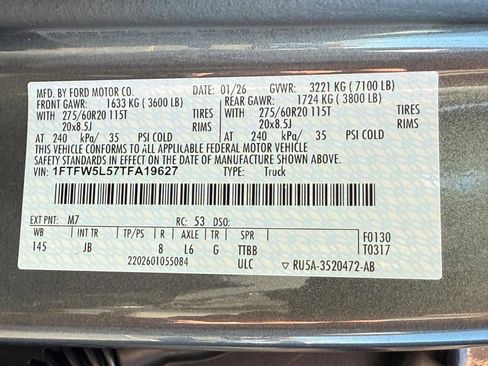 MFD. BY FORD MOTOR CO. DATE: 01/26 GVWR: 3221 KG ( 7100 LB)
FRONT GAWR: 1633 KG ( 3600 LB) REAR GAWR: 1724 KG ( 3800 LB)
WITH 275/60R20 115T TIRES WITH 275/60R20 115T TIRES
20x8.5J RIMS 20x8.5J RIMS
AT 240 kPa/ 35 PSI COLD AT 240 kPa/ 35 PSI COLD
THIS VEHICLE CONFORMS TO ALL APPLICABLE FEDERAL MOTOR VEHICLE
SAFETY STANDARDS IN EFFECT ON THE DATE OF MANUFACTURE SHOWN ABOVE.
VIN: 1FTFW5L57TFA19627 TYPE: Truck
EXT PNT: M7 RC: 53 DSO: F0130
WB INT TR TP/PS R AXLE TR SPR T0317
145 JB 8 L6 G TTBB
2202601055084 ULC RU5A-3520472-AB